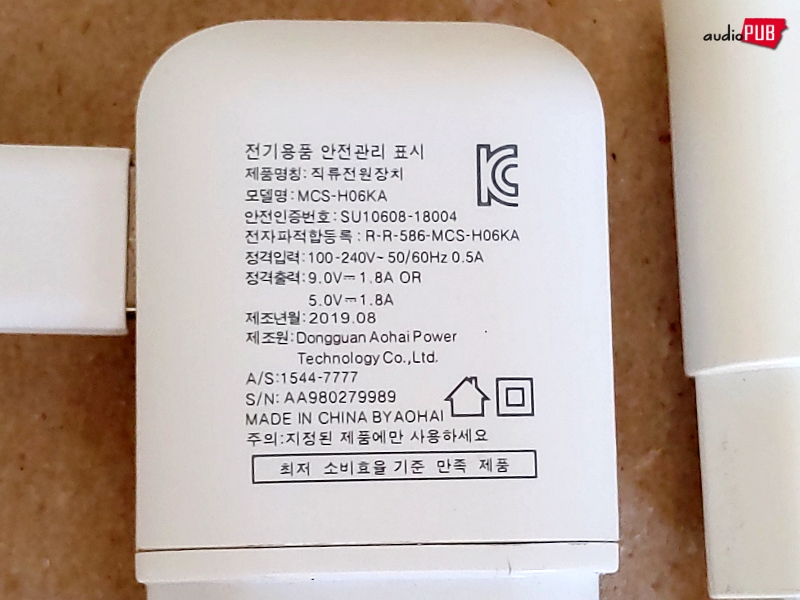 audioPUB
전기용품 안전관리 표시
제품명칭: 직류전원장치
모델명: MCS-H06KA
안전인증번호: SU10608-18004
전자파적합등록 : R-R-586-MCS-H06KA
정격입력: 100-240V~ 50/60Hz 0.5A
정격출력: 9.0V⎓1.8A OR
5.0V⎓1.8A
제조년월: 2019.08
제조원: Dongguan Aohai Power
Technology Co., Ltd.
A/S:1544-7777
S/N: AA980279989
MADE IN CHINA BYAOHAI
주의:지정된 제품에만 사용하세요
최저 소비효율기준 만족 제품